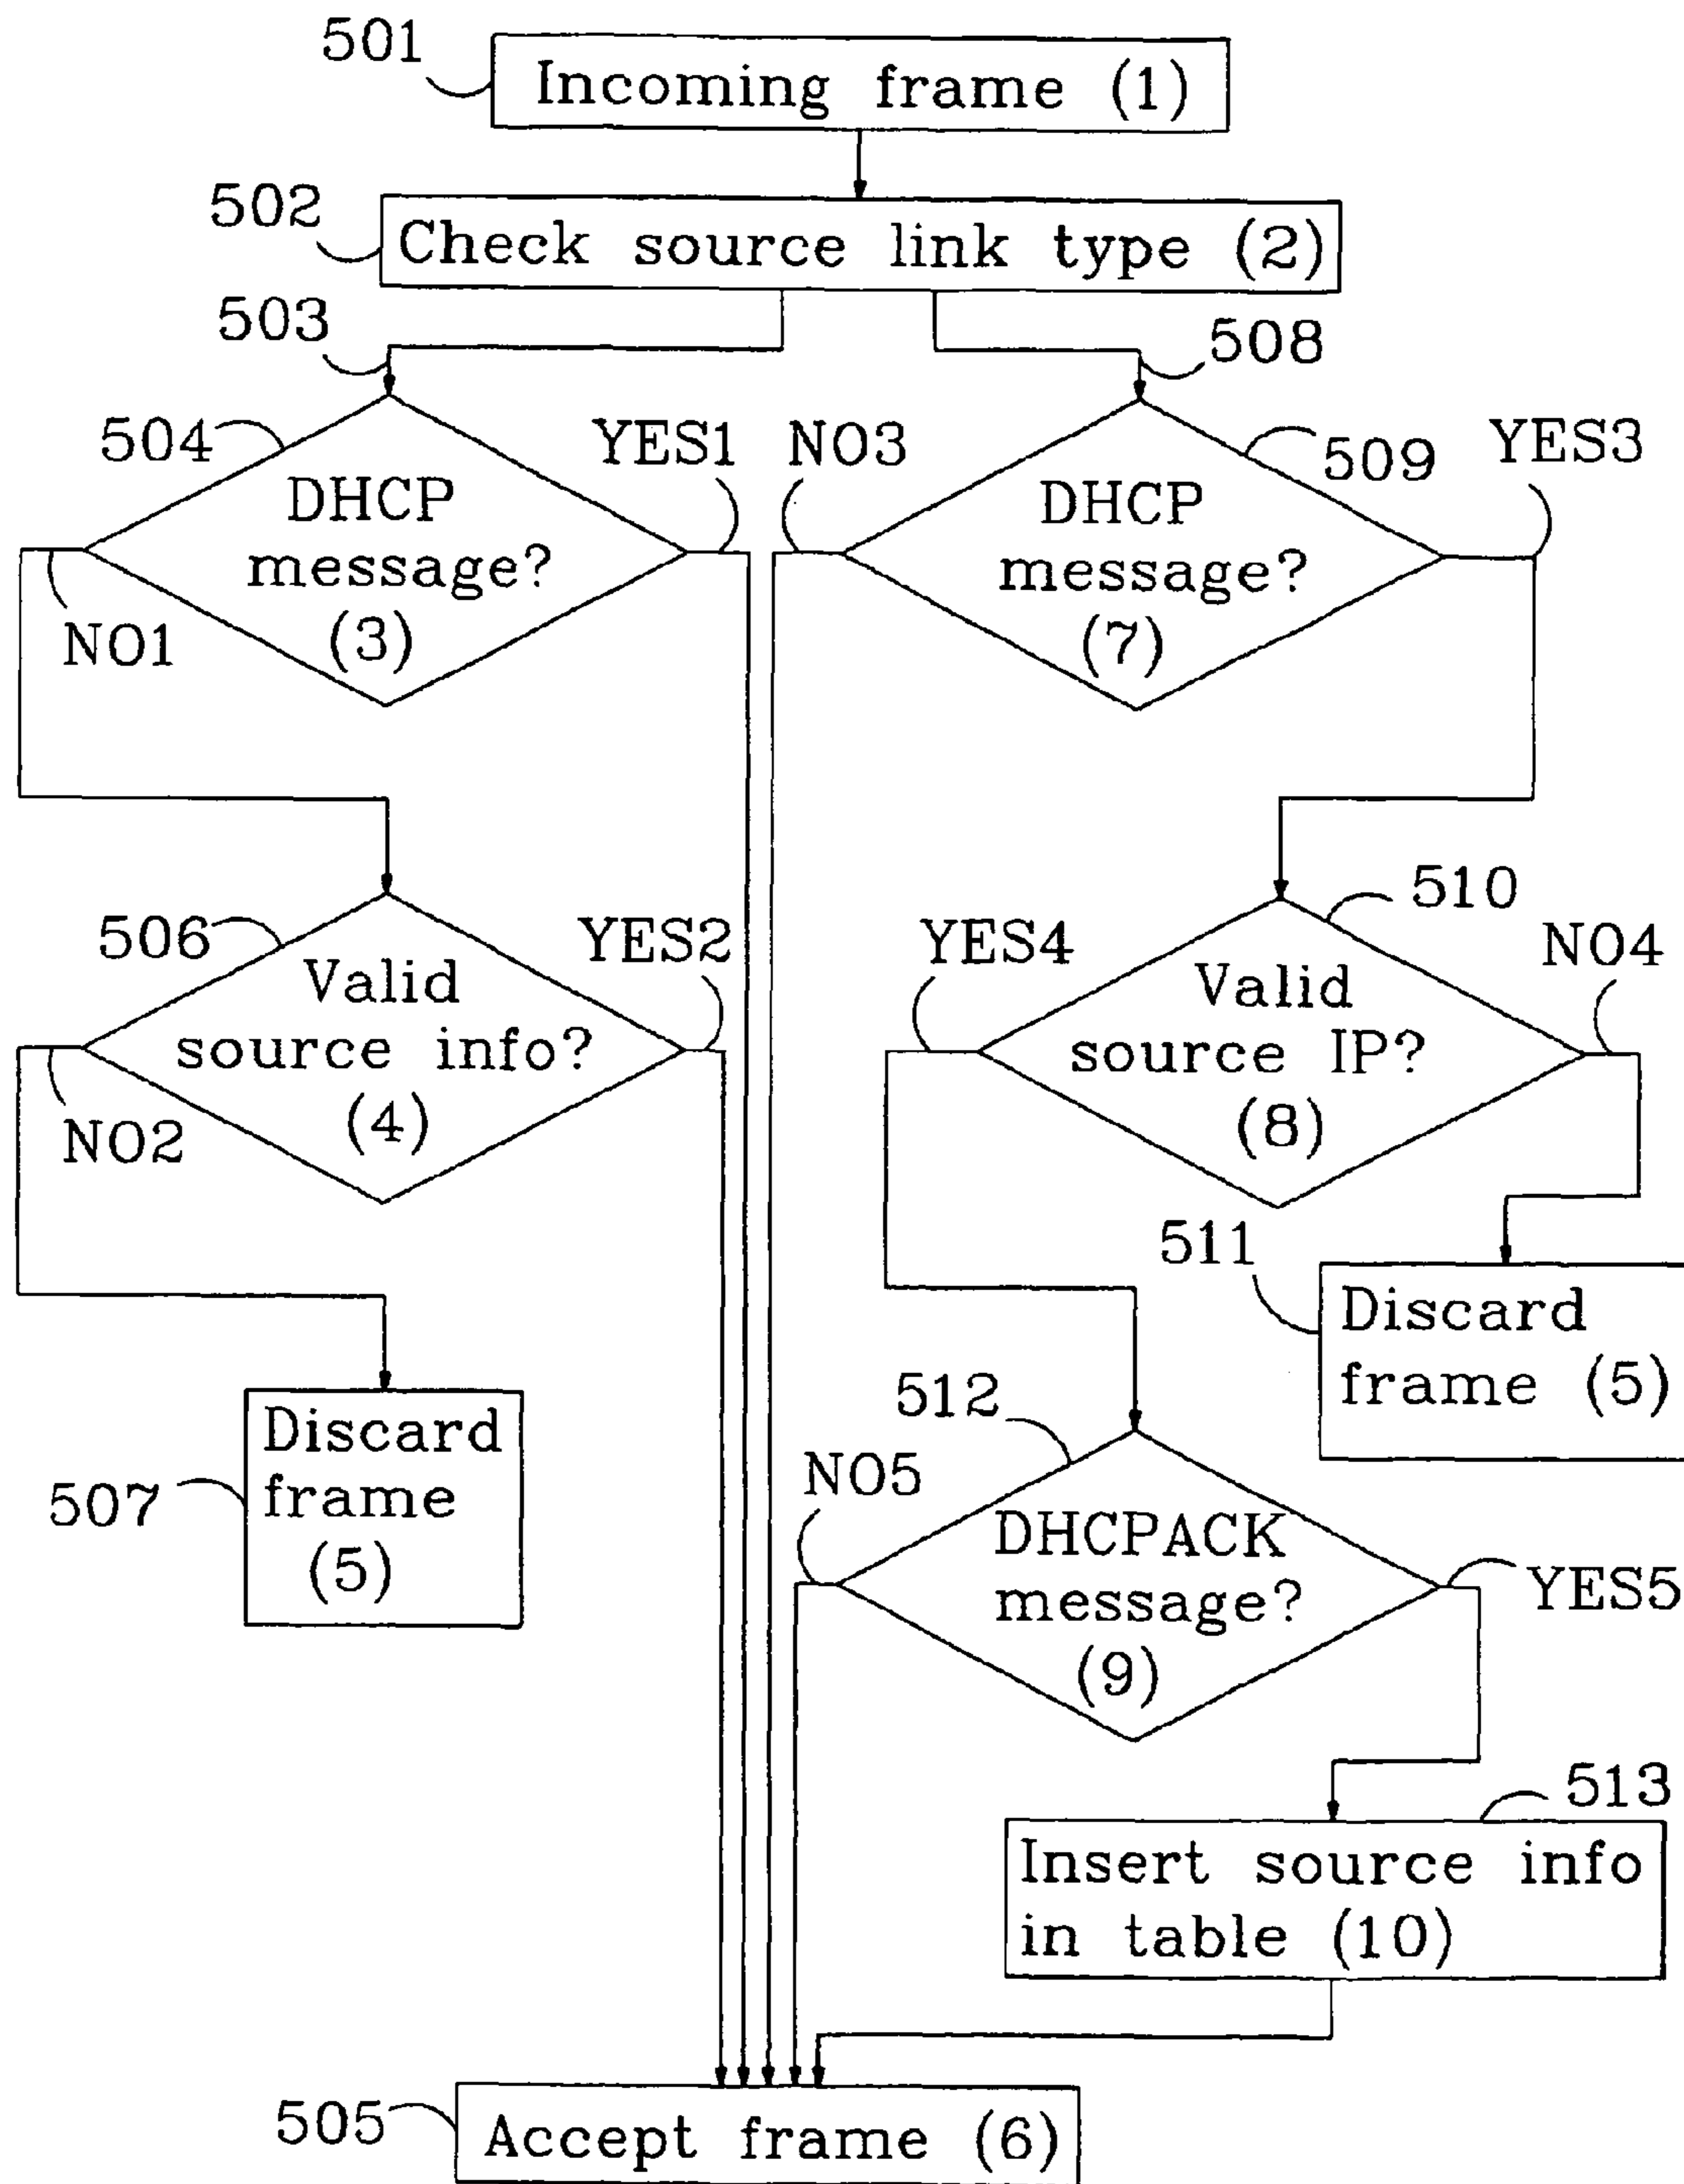 501
Incoming frame (1)
502
Check source link type (2)
503
508
504
YES1
NO3
509
YES3
DHCP
message?
(3)
DHCP
message?
(7)
NO1
506
YES2
YES4
510
NO4
Valid
source info?
(4)
Valid
source IP?
(8)
NO2
511
Discard
frame (5)
507
Discard
frame
(5)
512
NO5
DHCPACK
message?
(9)
YES5
513
Insert source info
in table (10)
505
Accept frame (6)